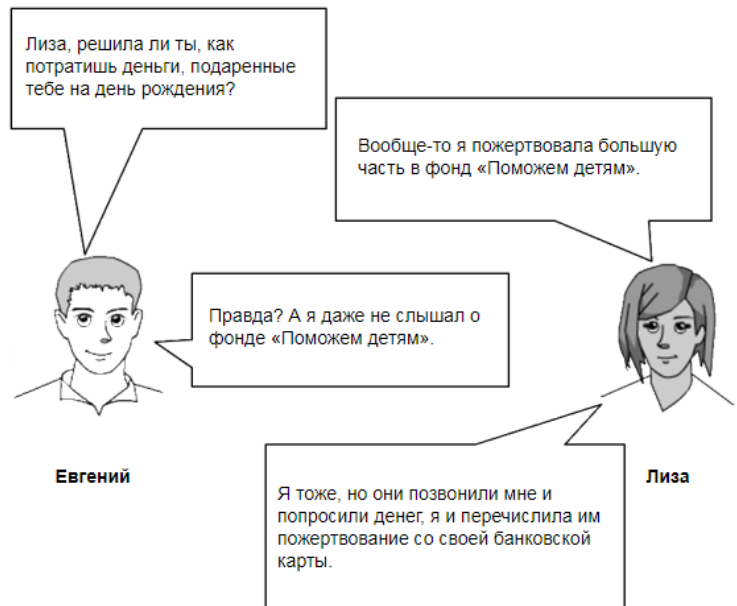 Лиза, решила ли ты, как
потратишь деньги, подаренные
тебе на день рождения?
Вообще-то я пожертвовала большую
часть в фонд «Поможем детям».
Правда? А я даже не слышал о
фонде «Поможем детям».
Евгений
Лиза
Я тоже, но они позвонили мне и
попросили денег, я и перечислила им
пожертвование со своей банковской
карты.